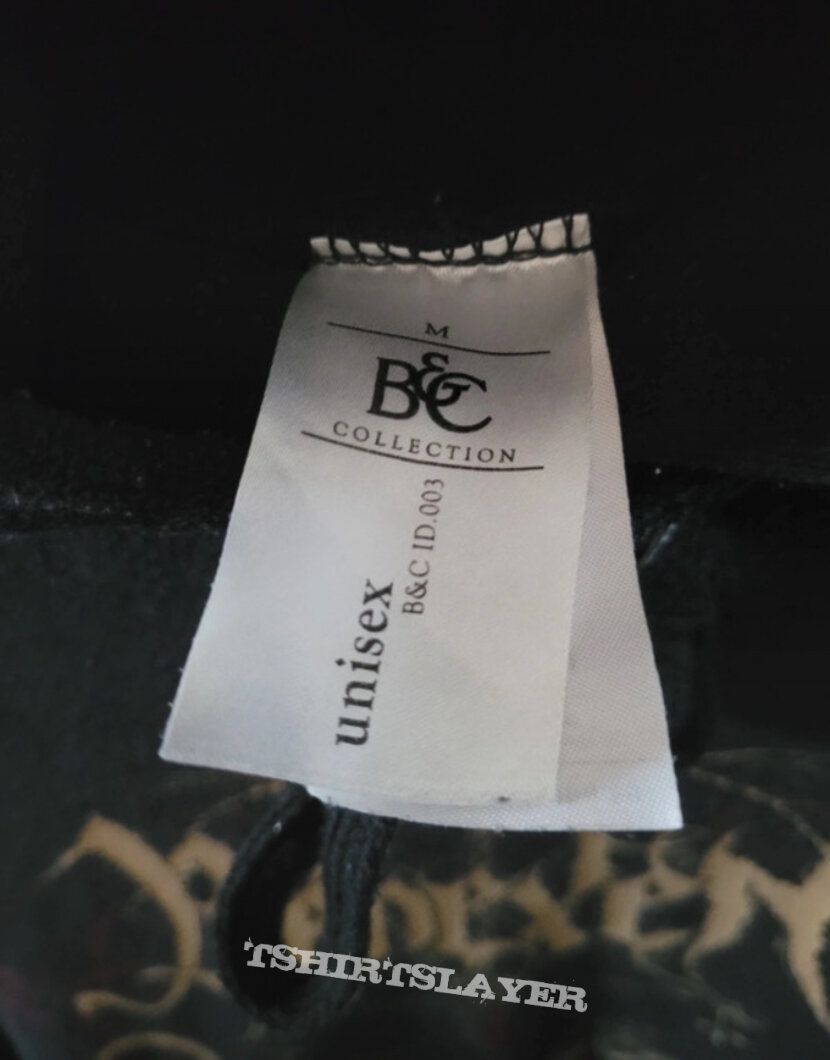 M
B&C
COLLECTION
B&C ID.003
unisex
TSHIRTSLAYER